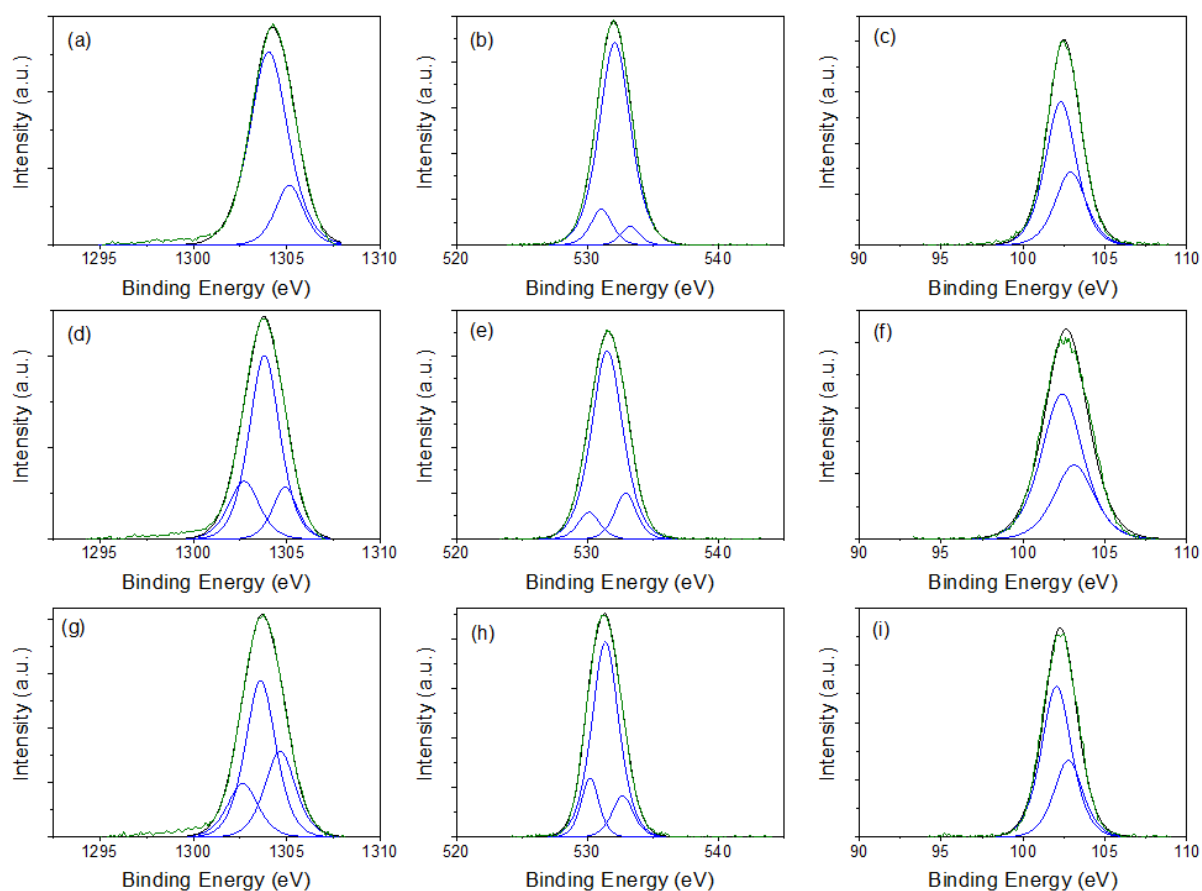 (a) (b) (c)
Intensity (a.u.) Intensity (a.u.) Intensity (a.u.)
1295 1300 1305 1310 520 530 540 90 95 100 105 110
Binding Energy (eV) Binding Energy (eV) Binding Energy (eV)
(d) (e) (f)
Intensity (a.u.) Intensity (a.u.) Intensity (a.u.)
1295 1300 1305 1310 520 530 540 90 95 100 105 110
Binding Energy (eV) Binding Energy (eV) Binding Energy (eV)
(g) (h) (i)
Intensity (a.u.) Intensity (a.u.) Intensity (a.u.)
1295 1300 1305 1310 520 530 540 90 95 100 105 110
Binding Energy (eV) Binding Energy (eV) Binding Energy (eV)